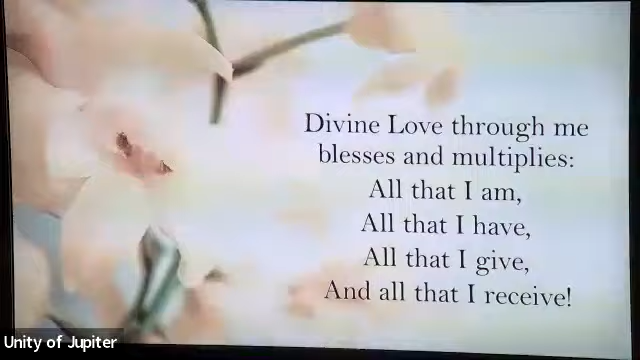 Divine Love through me
blesses and multiplies:
All that I am,
All that I have,
All that I give,
And all that I receive!
Unity of Jupiter